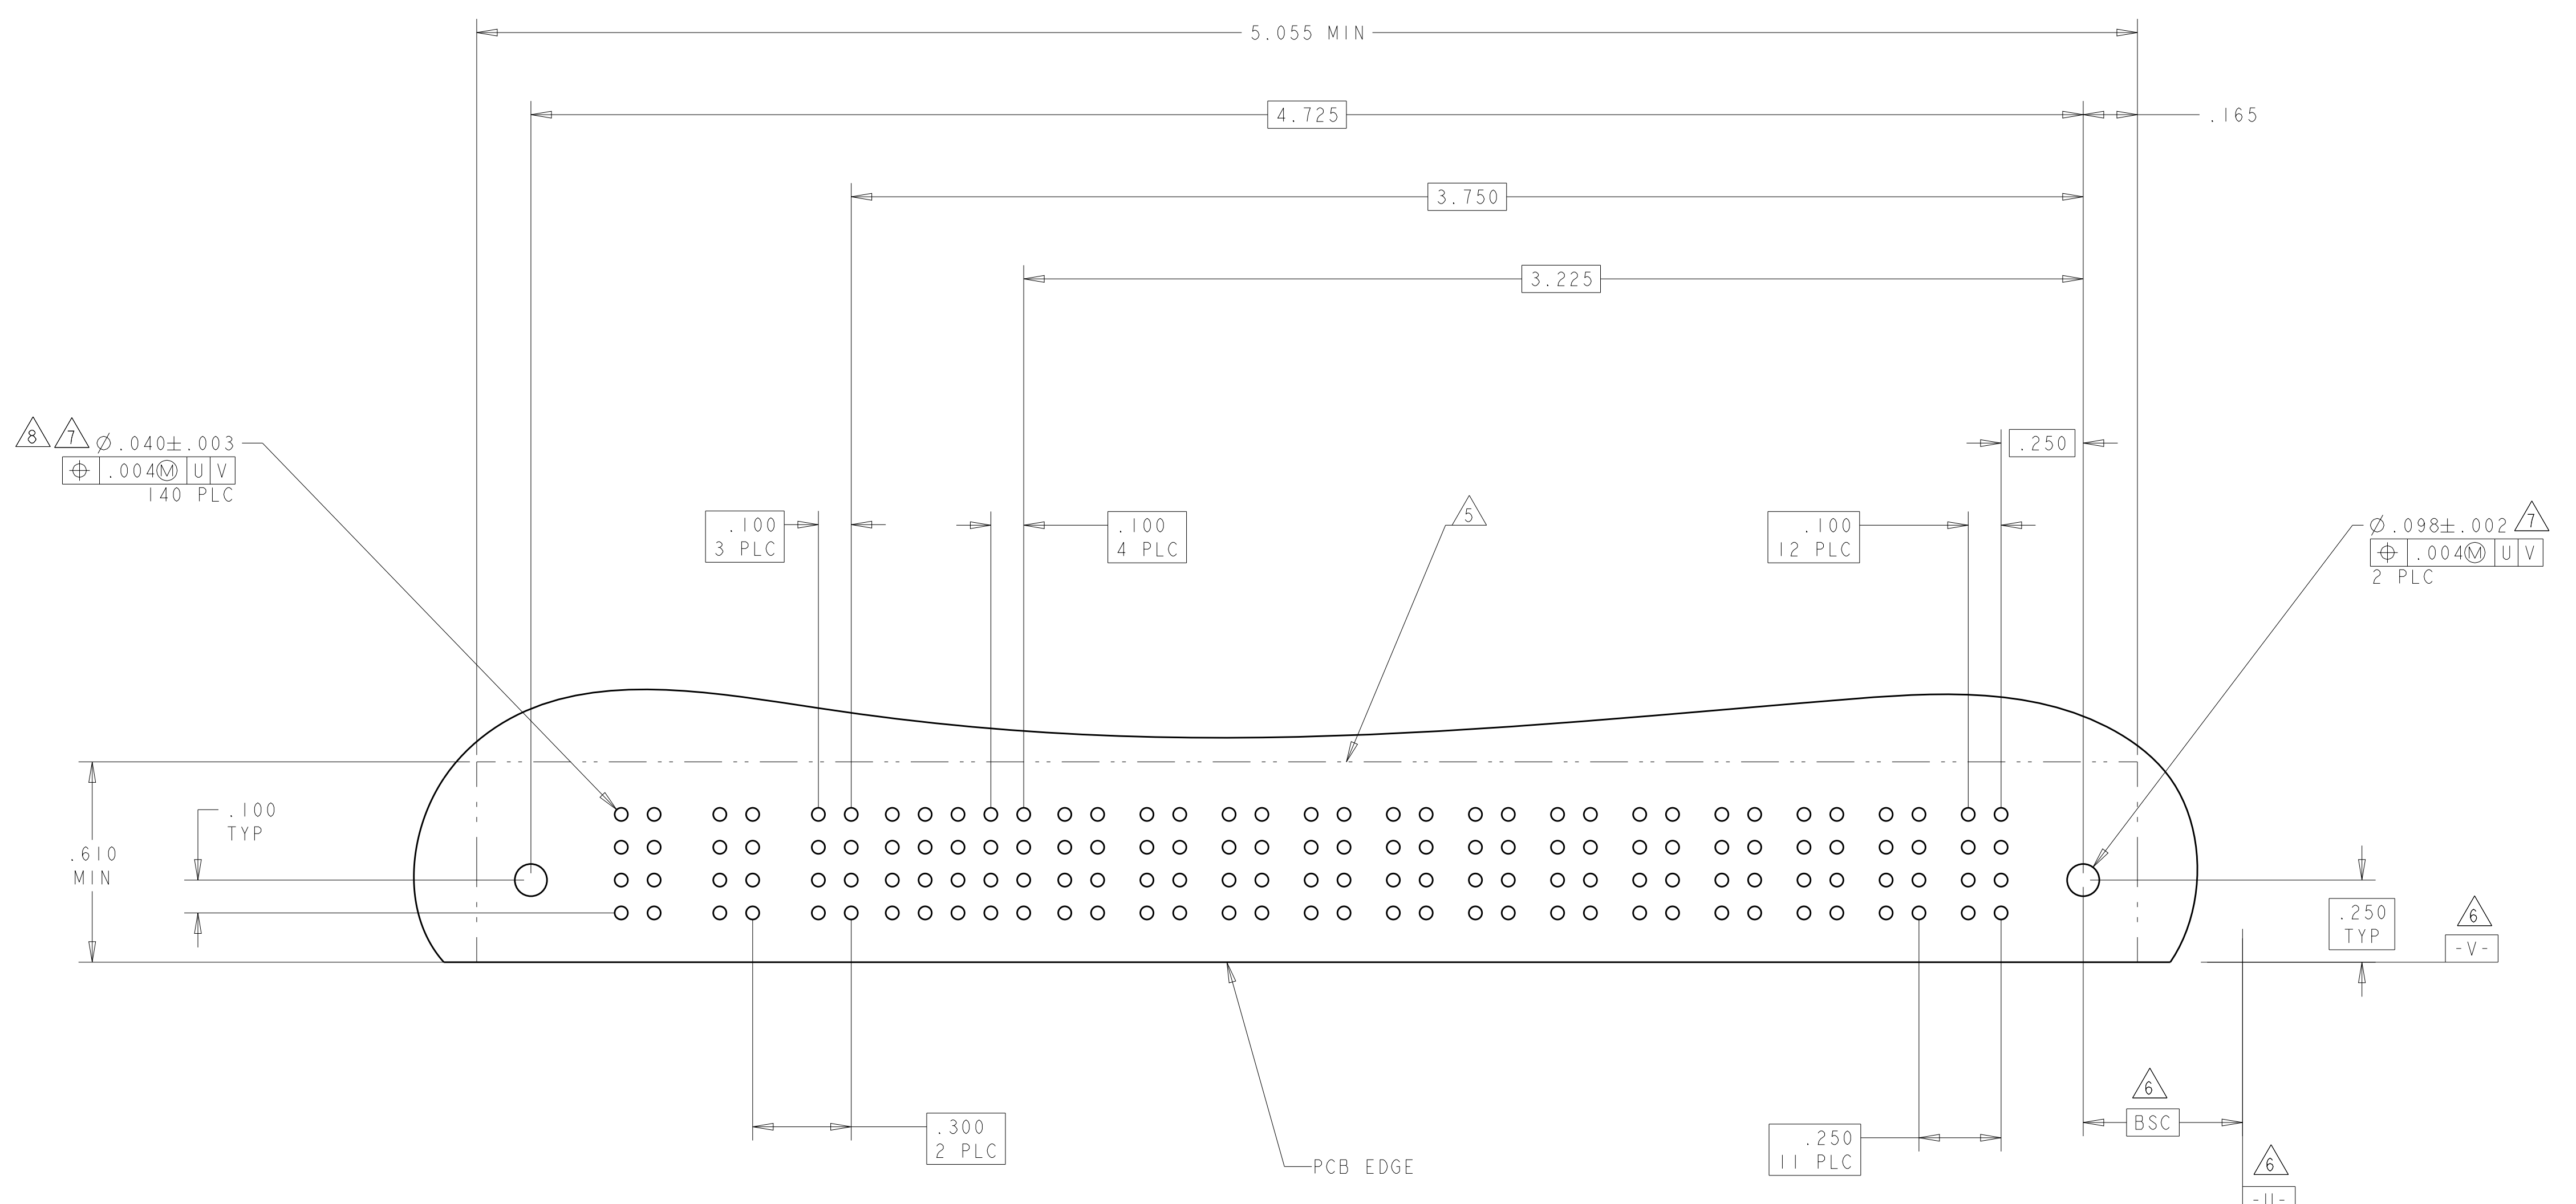 5.055 MIN
4.725
.165
3.750
3.225
8 7 Ø.040±.003
⌖ .004Ⓜ U V
140 PLC
.250
.100
3 PLC
.100
4 PLC
5
.100
12 PLC
Ø.098±.002 7
⌖ .004Ⓜ U V
2 PLC
.100
TYP
.610
MIN
.250
TYP
6
-V-
6
BSC
.300
2 PLC
.250
11 PLC
PCB EDGE
6
-U-